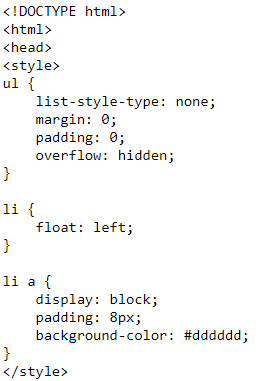 <!DOCTYPE html>
<html>
<head>
<style>
ul {
    list-style-type: none;
    margin: 0;
    padding: 0;
    overflow: hidden;
}

li {
    float: left;
}

li a {
    display: block;
    padding: 8px;
    background-color: #dddddd;
}
</style>